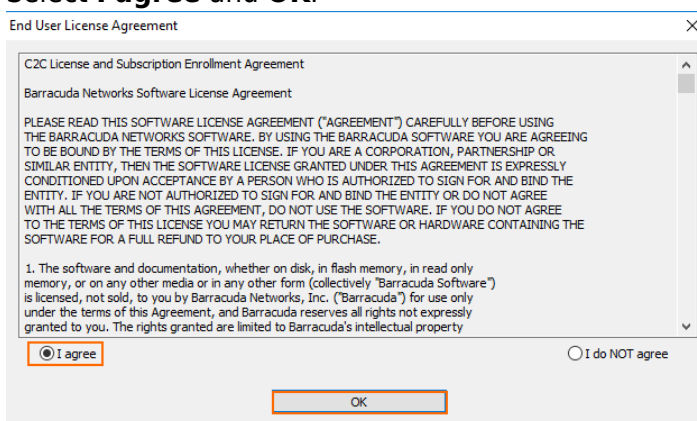 Select I agree and OK.
End User License Agreement
C2C License and Subscription Enrollment Agreement
Barracuda Networks Software License Agreement
PLEASE READ THIS SOFTWARE LICENSE AGREEMENT ("AGREEMENT") CAREFULLY BEFORE USING
THE BARRACUDA NETWORKS SOFTWARE. BY USING THE BARRACUDA SOFTWARE YOU ARE AGREEING
TO BE BOUND BY THE TERMS OF THIS LICENSE. IF YOU ARE A CORPORATION, PARTNERSHIP OR
SIMILAR ENTITY, THEN THE SOFTWARE LICENSE GRANTED UNDER THIS AGREEMENT IS EXPRESSLY
CONDITIONED UPON ACCEPTANCE BY A PERSON WHO IS AUTHORIZED TO SIGN FOR AND BIND THE
ENTITY. IF YOU ARE NOT AUTHORIZED TO SIGN FOR AND BIND THE ENTITY OR DO NOT AGREE
WITH ALL THE TERMS OF THIS AGREEMENT, DO NOT USE THE SOFTWARE. IF YOU DO NOT AGREE
TO THE TERMS OF THIS LICENSE YOU MAY RETURN THE SOFTWARE OR HARDWARE CONTAINING THE
SOFTWARE FOR A FULL REFUND TO YOUR PLACE OF PURCHASE.
1. The software and documentation, whether on disk, in flash memory, in read only
memory, or on any other media or in any other form (collectively "Barracuda Software")
is licensed, not sold, to you by Barracuda Networks, Inc. ("Barracuda") for use only
under the terms of this Agreement, and Barracuda reserves all rights not expressly
granted to you. The rights granted are limited to Barracuda's intellectual property
I agree
I do NOT agree
OK